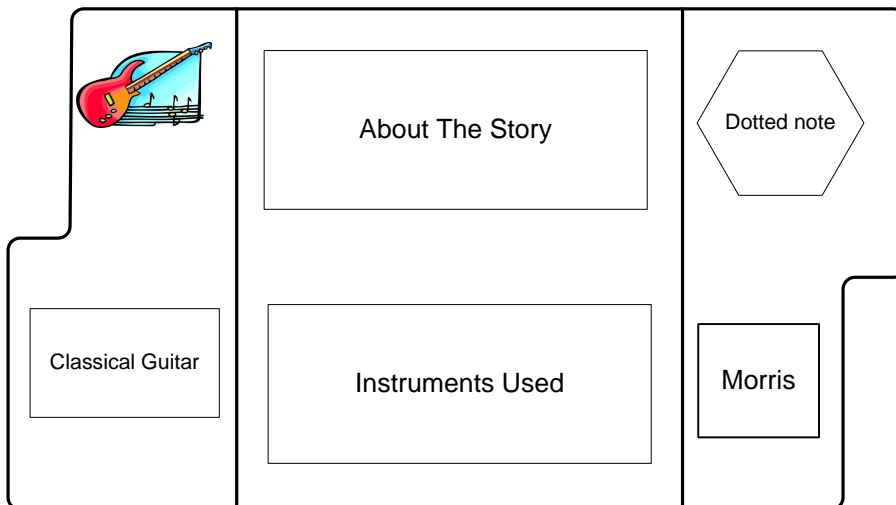 About The Story
Dotted note
Classical Guitar
Instruments Used
Morris